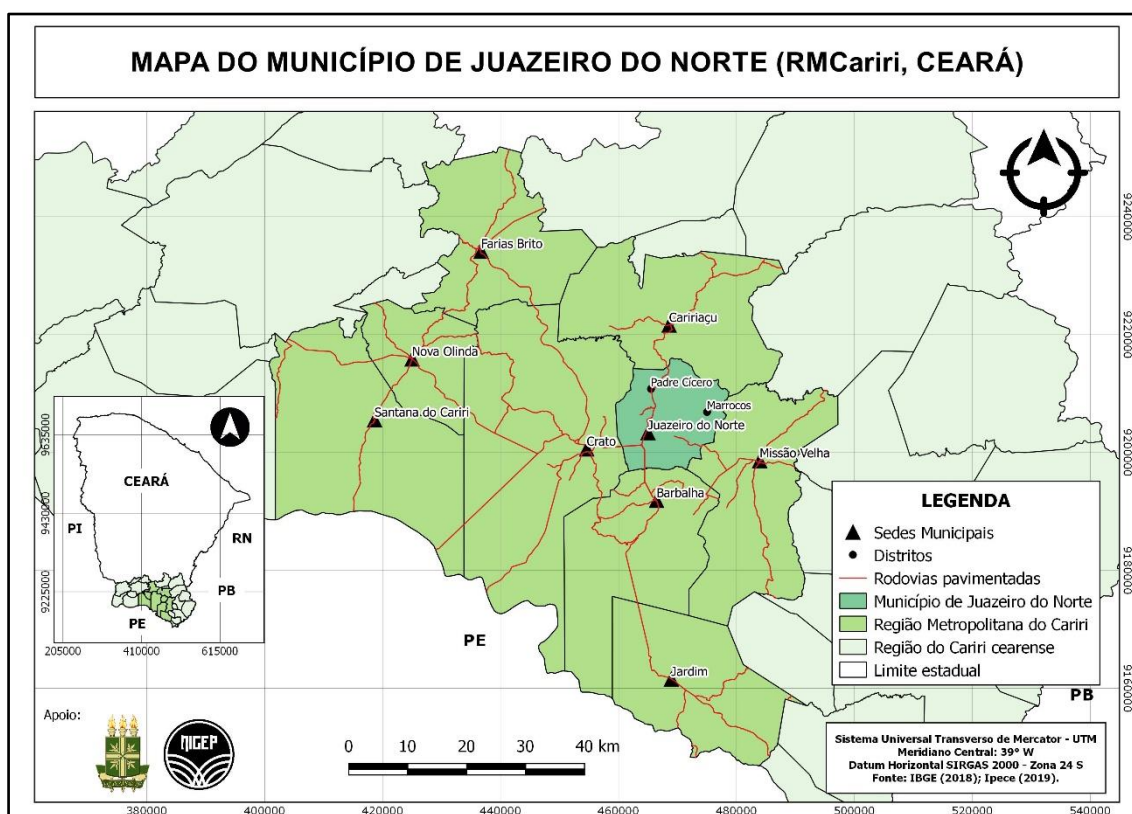 MAPA DO MUNICÍPIO DE JUAZEIRO DO NORTE (RMCariri, CEARÁ)
Farias Brito
Caririaçu
Nova Olinda
Padre Cícero
Marrocos
Santana do Cariri
Juazeiro do Norte
Crato
Missão Velha
Barbalha
Jardim
PE
PB
9240000
9220000
9200000
9180000
9160000
CEARÁ
PI
RN
PB
PE
9635000
9430000
9225000
205000
410000
615000
LEGENDA
Sedes Municipais
Distritos
Rodovias pavimentadas
Município de Juazeiro do Norte
Região Metropolitana do Cariri
Região do Cariri cearense
Limite estadual
Apoio:
NIGEP
0 10 20 30 40 km
Sistema Universal Transverso de Mercator - UTM
Meridiano Central: 39° W
Datum Horizontal SIRGAS 2000 - Zona 24 S
Fonte: IBGE (2018); Ipece (2019).
380000
400000
420000
440000
460000
480000
500000
520000
540000